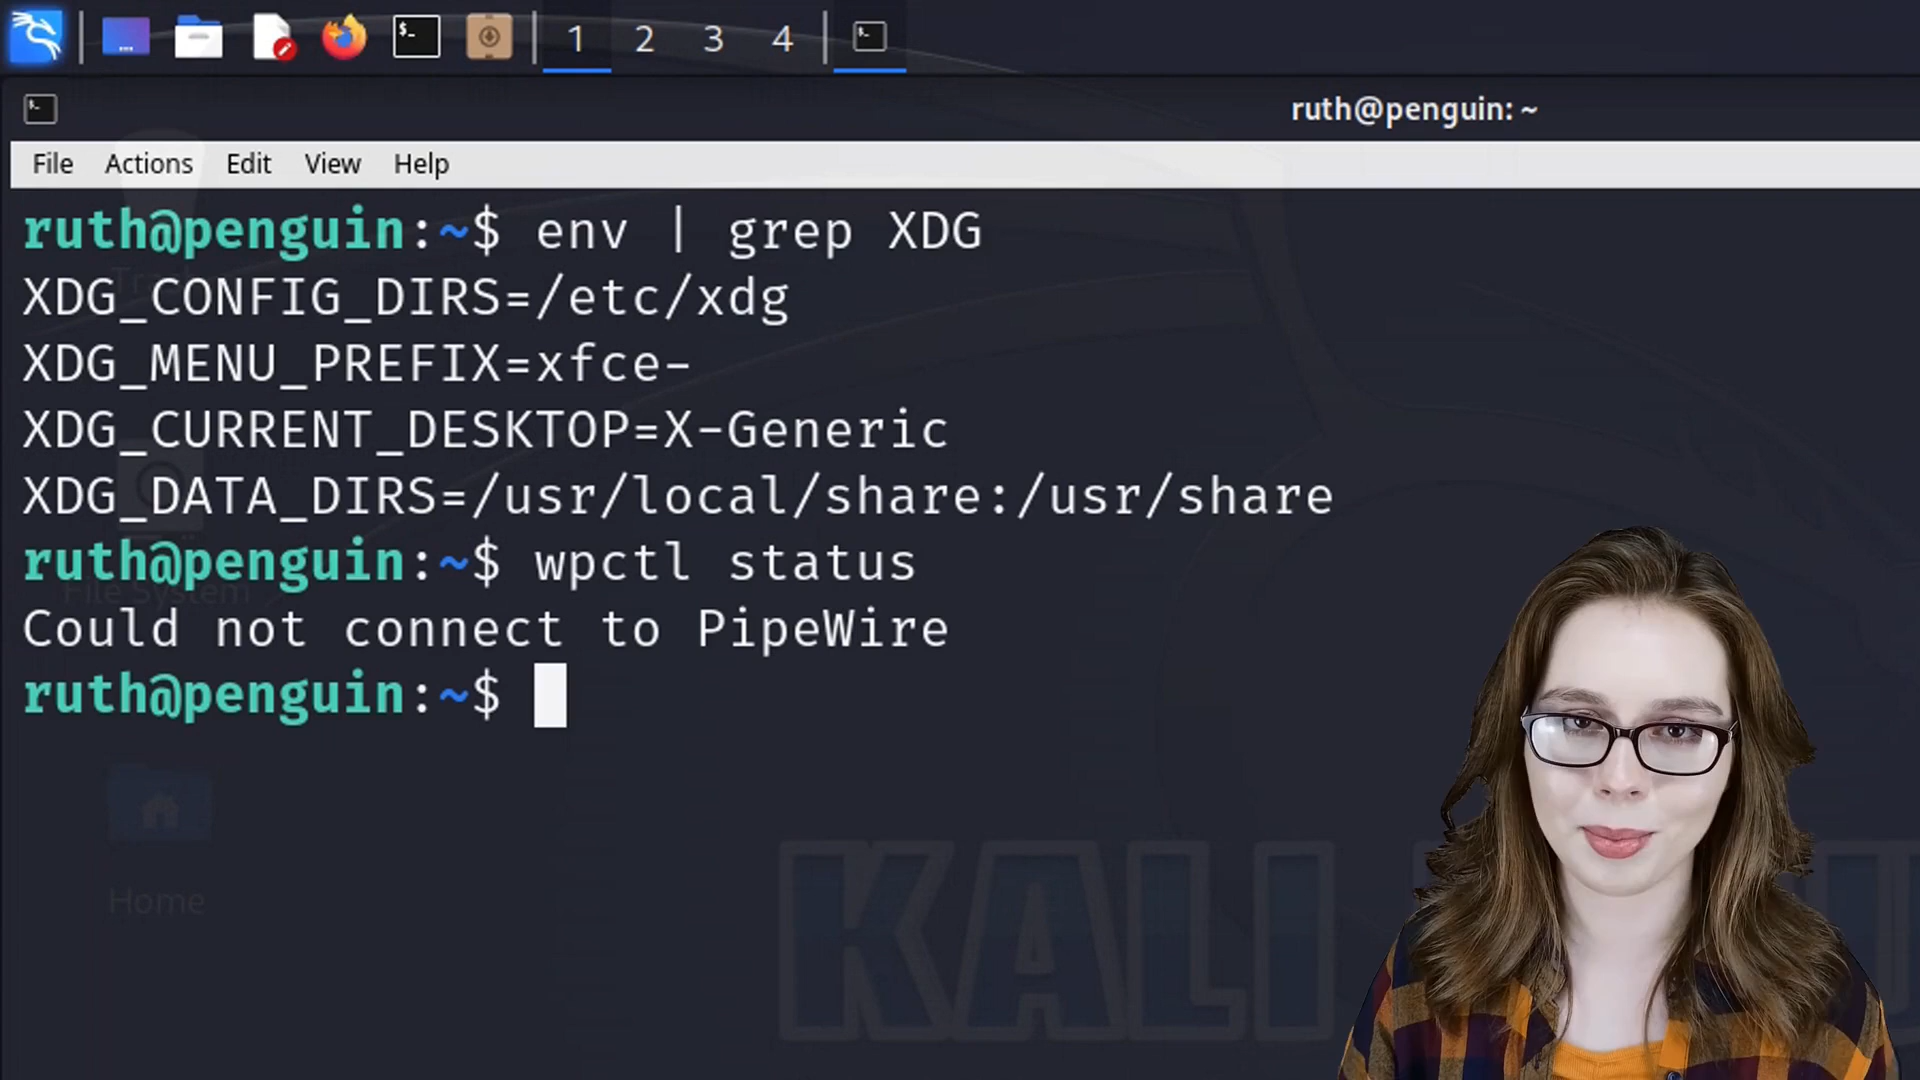 1 2 3 4
ruth@penguin: ~
File Actions Edit View Help
ruth@penguin:~$ env | grep XDG
XDG_CONFIG_DIRS=/etc/xdg
XDG_MENU_PREFIX=xfce-
XDG_CURRENT_DESKTOP=X-Generic
XDG_DATA_DIRS=/usr/local/share:/usr/share
ruth@penguin:~$ wpctl status
File System
Could not connect to PipeWire
ruth@penguin:~$
Home
KALI